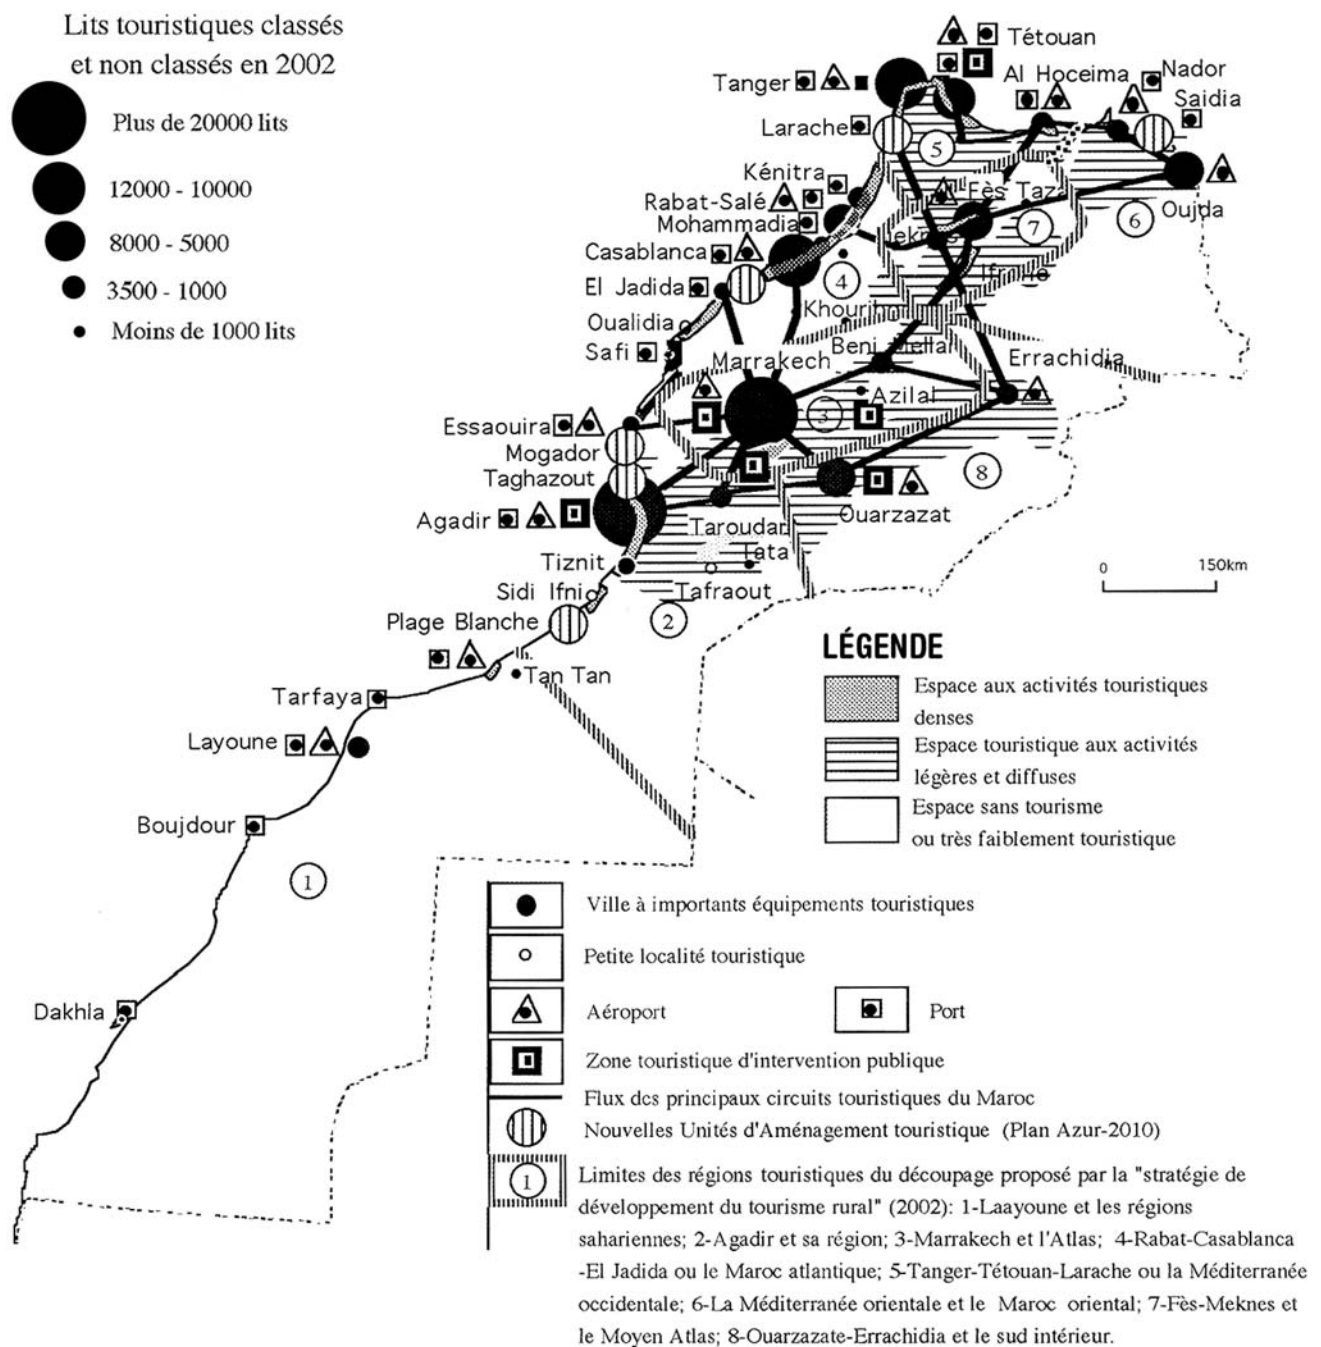 Lits touristiques classés
et non classés en 2002
Plus de 20000 lits
12000 - 10000
8000 - 5000
3500 - 1000
Moins de 1000 lits
Tétouan
Tanger
Al Hoceima
Nador
Saidia
Larache
5
Kénitra
Rabat-Salé
Fès
Mohammadia
7
6
Oujda
Casablanca
4
El Jadida
Oualidia
Safi
Marrakech
Beni Mellal
Errachidia
Azilal
3
Essaouira
Mogador
Taghazout
8
Agadir
Ouarzazat
Taroudan
Tata
Tiznit
Sidi Ifni
Tafraout
0 150km
2
Plage Blanche
Tan Tan
Tarfaya
Layoune
Boujdour
1
Dakhla
LÉGENDE
Espace aux activités touristiques
denses
Espace touristique aux activités
légères et diffuses
Espace sans tourisme
ou très faiblement touristique
Ville à importants équipements touristiques
Petite localité touristique
Aéroport
Port
Zone touristique d'intervention publique
Flux des principaux circuits touristiques du Maroc
Nouvelles Unités d'Aménagement touristique (Plan Azur-2010)
1
Limites des régions touristiques du découpage proposé par la "stratégie de
développement du tourisme rural" (2002): 1-Laayoune et les régions
sahariennes; 2-Agadir et sa région; 3-Marrakech et l'Atlas; 4-Rabat-Casablanca
-El Jadida ou le Maroc atlantique; 5-Tanger-Tétouan-Larache ou la Méditerranée
occidentale; 6-La Méditerranée orientale et le Maroc oriental; 7-Fès-Meknes et
le Moyen Atlas; 8-Ouarzazate-Errachidia et le sud intérieur.